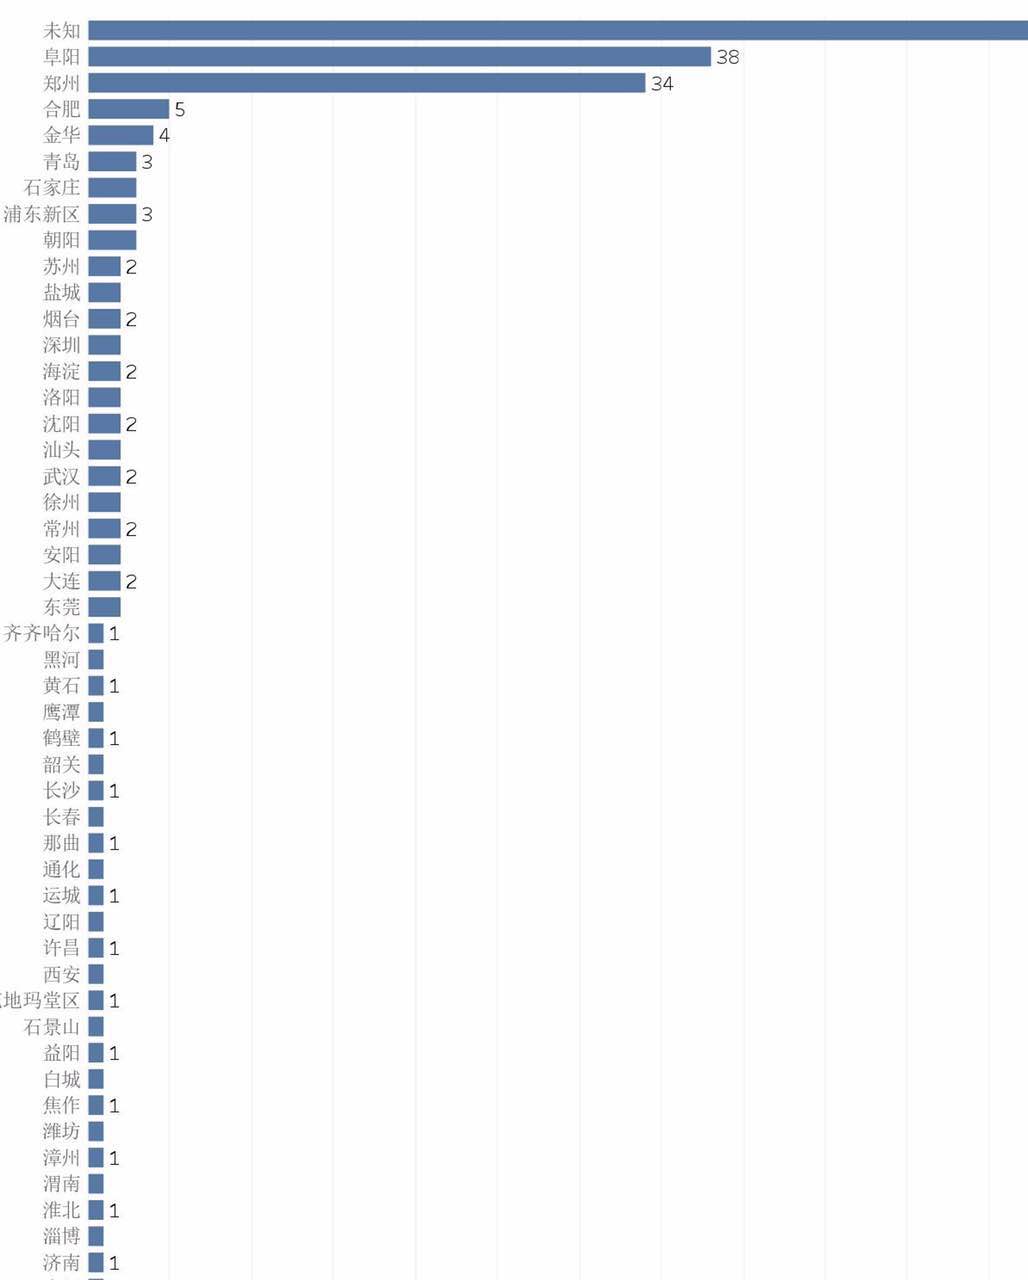 未知
阜阳 38
郑州 34
合肥 5
金华 4
青岛 3
石家庄
浦东新区 3
朝阳
苏州 2
盐城
烟台 2
深圳
海淀 2
洛阳
沈阳 2
汕头
武汉 2
徐州
常州 2
安阳
大连 2
东莞
齐齐哈尔 1
黑河
黄石 1
鹰潭
鹤壁 1
韶关
长沙 1
长春
那曲 1
通化
运城 1
辽阳
许昌 1
西安
地玛堂区 1
石景山
益阳 1
白城
焦作 1
潍坊
漳州 1
渭南
淮北 1
淄博
济南 1